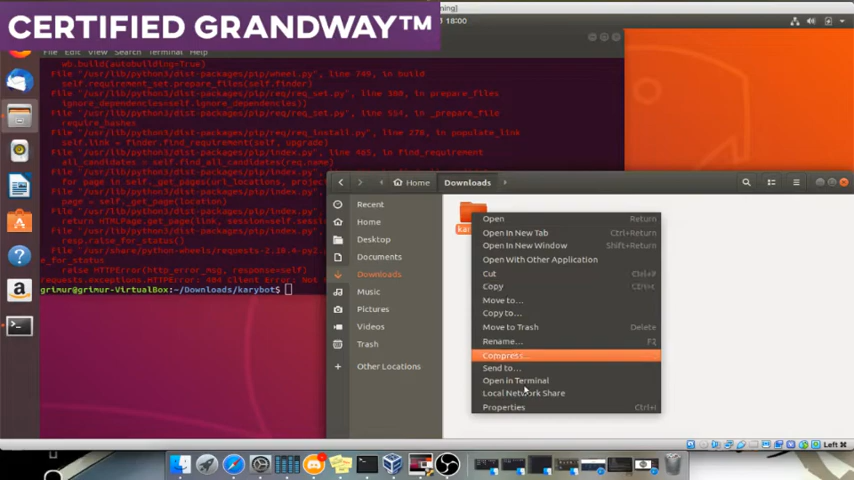 CERTIFIED GRANDWAY™
ning]
18:00
File Edit View Search Terminal Help
wb.build(autobuilding=True)
File "/usr/lib/python3/dist-packages/pip/wheel.py", line 749, in build
self.requirement_set.prepare_files(self.finder)
File "/usr/lib/python3/dist-packages/pip/req/req_set.py", line 380, in prepare_files
ignore_dependencies=self.ignore_dependencies))
File "/usr/lib/python3/dist-packages/pip/req/req_set.py", line 554, in _prepare_file
require_hashes
File "/usr/lib/python3/dist-packages/pip/req/req_install.py", line 278, in populate_link
self.link = finder.find_requirement(self, upgrade)
File "/usr/lib/python3/dist-packages/pip/index.py", line 465, in find_requirement
all_candidates = self.find_all_candidates(req.name)
File "/usr/lib/python3/dist-packages/pip/index.py"
for page in self._get_pages(url_locations, projec
File "/usr/lib/python3/dist-packages/pip/index.py"
page = self._get_page(location)
File "/usr/lib/python3/dist-packages/pip/index.py"
return HTMLPage.get_page(link, session=self.sessi
File "/usr/lib/python3/dist-packages/pip/index.py"
resp.raise_for_status()
File "/usr/share/python-wheels/requests-2.18.4-py2
raise_for_status
raise HTTPError(http_error_msg, response=self)
requests.exceptions.HTTPError: 404 Client Error: Not
grimur@grimur-VirtualBox:~/Downloads/karybot$
Home
Downloads
Recent
Home
Desktop
Documents
Downloads
Music
Pictures
Videos
Trash
Other Locations
kar
Open Return
Open In New Tab Ctrl+Return
Open In New Window Shift+Return
Open With Other Application
Cut Ctrl+X
Copy Ctrl+C
Move to…
Copy to…
Move to Trash Delete
Rename… F2
Compress…
Send to…
Open in Terminal
Local Network Share
Properties Ctrl+I
Left ⌘